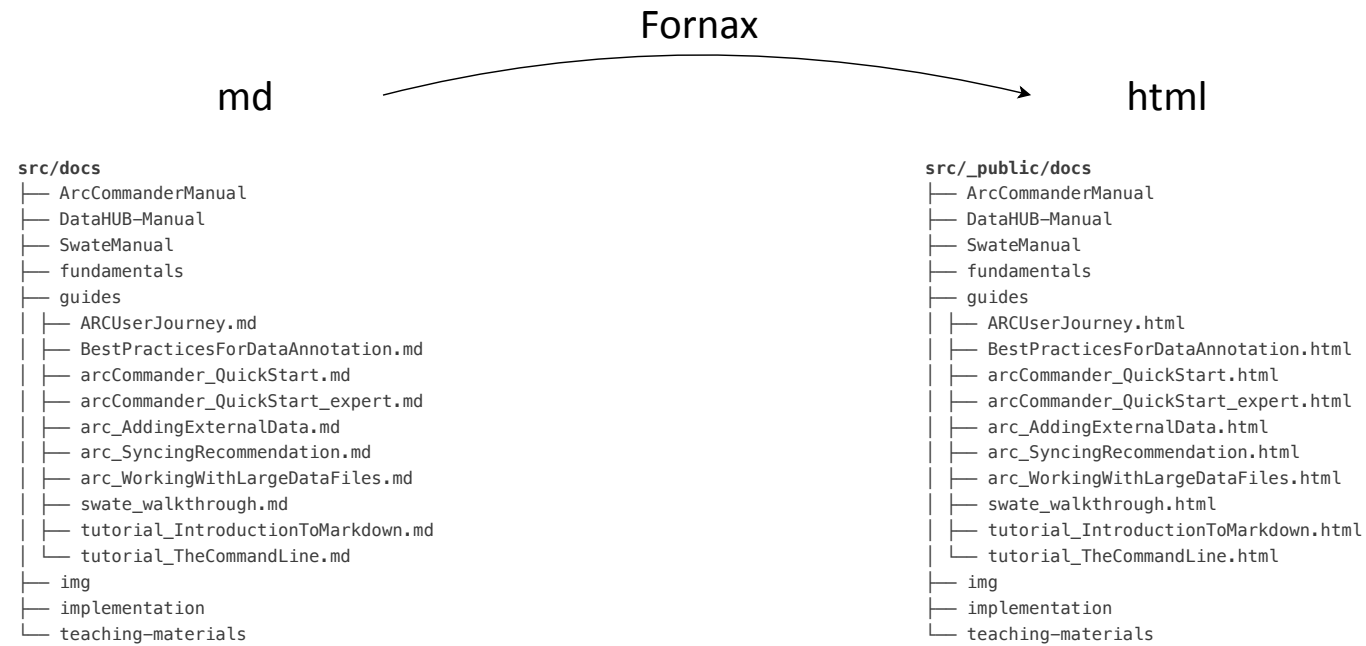 Fornax
md
html
src/docs
├── ArcCommanderManual
├── DataHUB-Manual
├── SwateManual
├── fundamentals
├── guides
│ ├── ARCUserJourney.md
│ ├── BestPracticesForDataAnnotation.md
│ ├── arcCommander_QuickStart.md
│ ├── arcCommander_QuickStart_expert.md
│ ├── arc_AddingExternalData.md
│ ├── arc_SyncingRecommendation.md
│ ├── arc_WorkingWithLargeDataFiles.md
│ ├── swate_walkthrough.md
│ ├── tutorial_IntroductionToMarkdown.md
│ └── tutorial_TheCommandLine.md
├── img
├── implementation
└── teaching-materials
src/_public/docs
├── ArcCommanderManual
├── DataHUB-Manual
├── SwateManual
├── fundamentals
├── guides
│ ├── ARCUserJourney.html
│ ├── BestPracticesForDataAnnotation.html
│ ├── arcCommander_QuickStart.html
│ ├── arcCommander_QuickStart_expert.html
│ ├── arc_AddingExternalData.html
│ ├── arc_SyncingRecommendation.html
│ ├── arc_WorkingWithLargeDataFiles.html
│ ├── swate_walkthrough.html
│ ├── tutorial_IntroductionToMarkdown.html
│ └── tutorial_TheCommandLine.html
├── img
├── implementation
└── teaching-materials